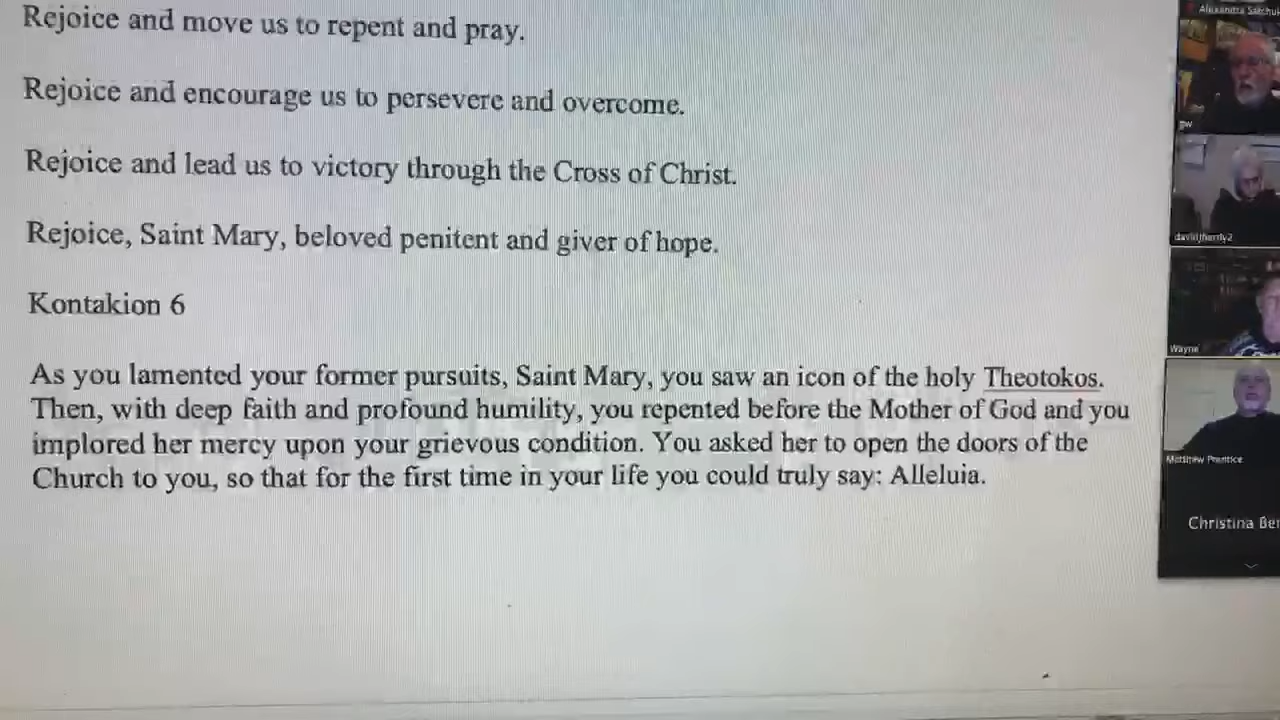 Rejoice and move us to repent and pray.
Rejoice and encourage us to persevere and overcome.
Rejoice and lead us to victory through the Cross of Christ.
Rejoice, Saint Mary, beloved penitent and giver of hope.
Kontakion 6
As you lamented your former pursuits, Saint Mary, you saw an icon of the holy Theotokos.
Then, with deep faith and profound humility, you repented before the Mother of God and you
implored her mercy upon your grievous condition. You asked her to open the doors of the
Church to you, so that for the first time in your life you could truly say: Alleluia.
Alexandra
gw
Wayne
Matthew Prentice
Christina Ber